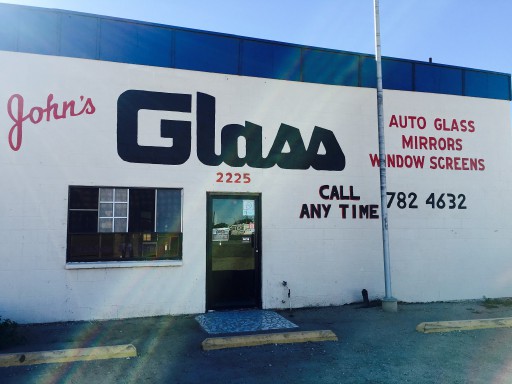 John's Glass
2225
AUTO GLASS
MIRRORS
WINDOW SCREENS
CALL
ANY TIME
782 4632